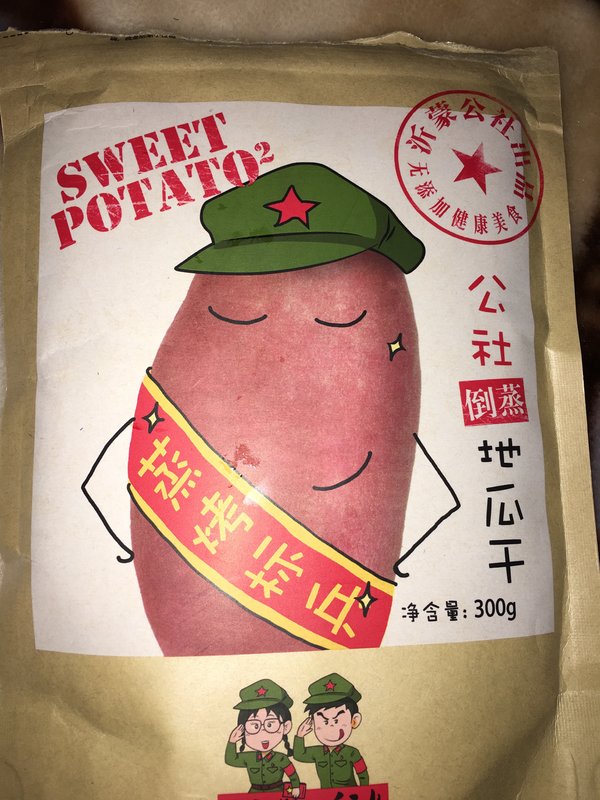 SWEET
POTATO²
沂蒙公社出品
无添加健康美食
公社
倒蒸
地瓜干
蒸烤标兵
净含量: 300g